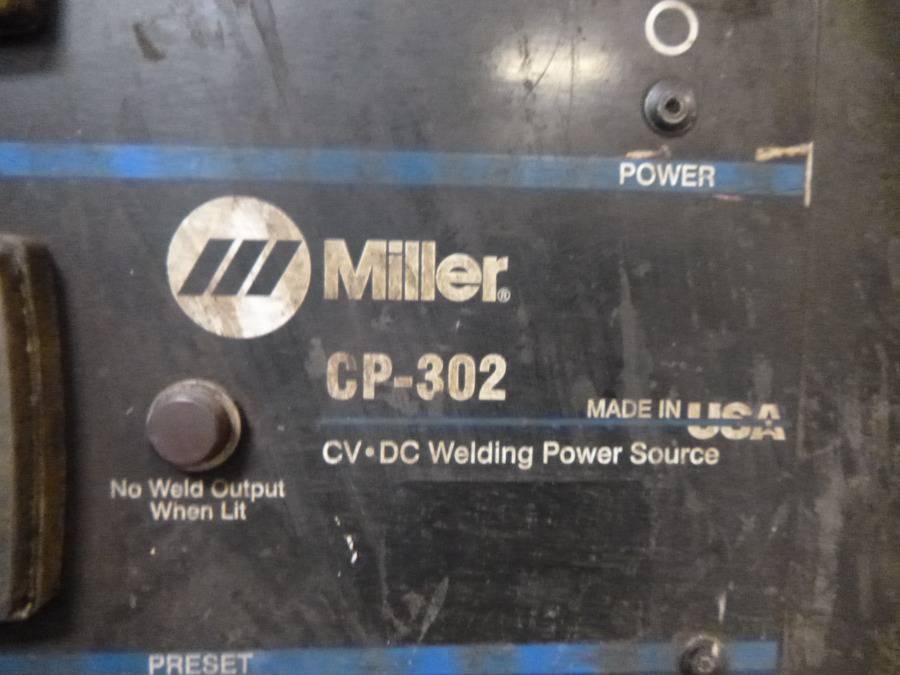 POWER
Miller®
CP-302
MADE IN USA
CV•DC Welding Power Source
No Weld Output
When Lit
PRESET